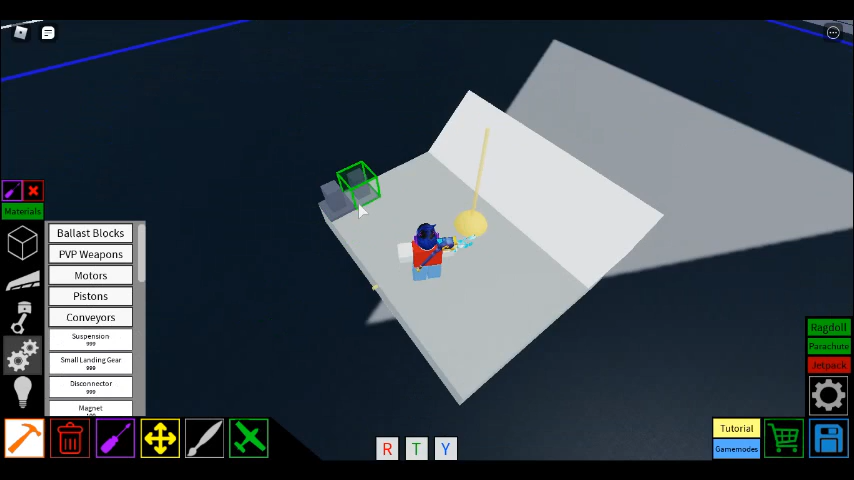 Materials
Ballast Blocks
PVP Weapons
Motors
Pistons
Conveyors
Suspension
999
Small Landing Gear
999
Disconnector
999
Magnet
Ragdoll
Parachute
Jetpack
Tutorial
Gamemodes
R T Y